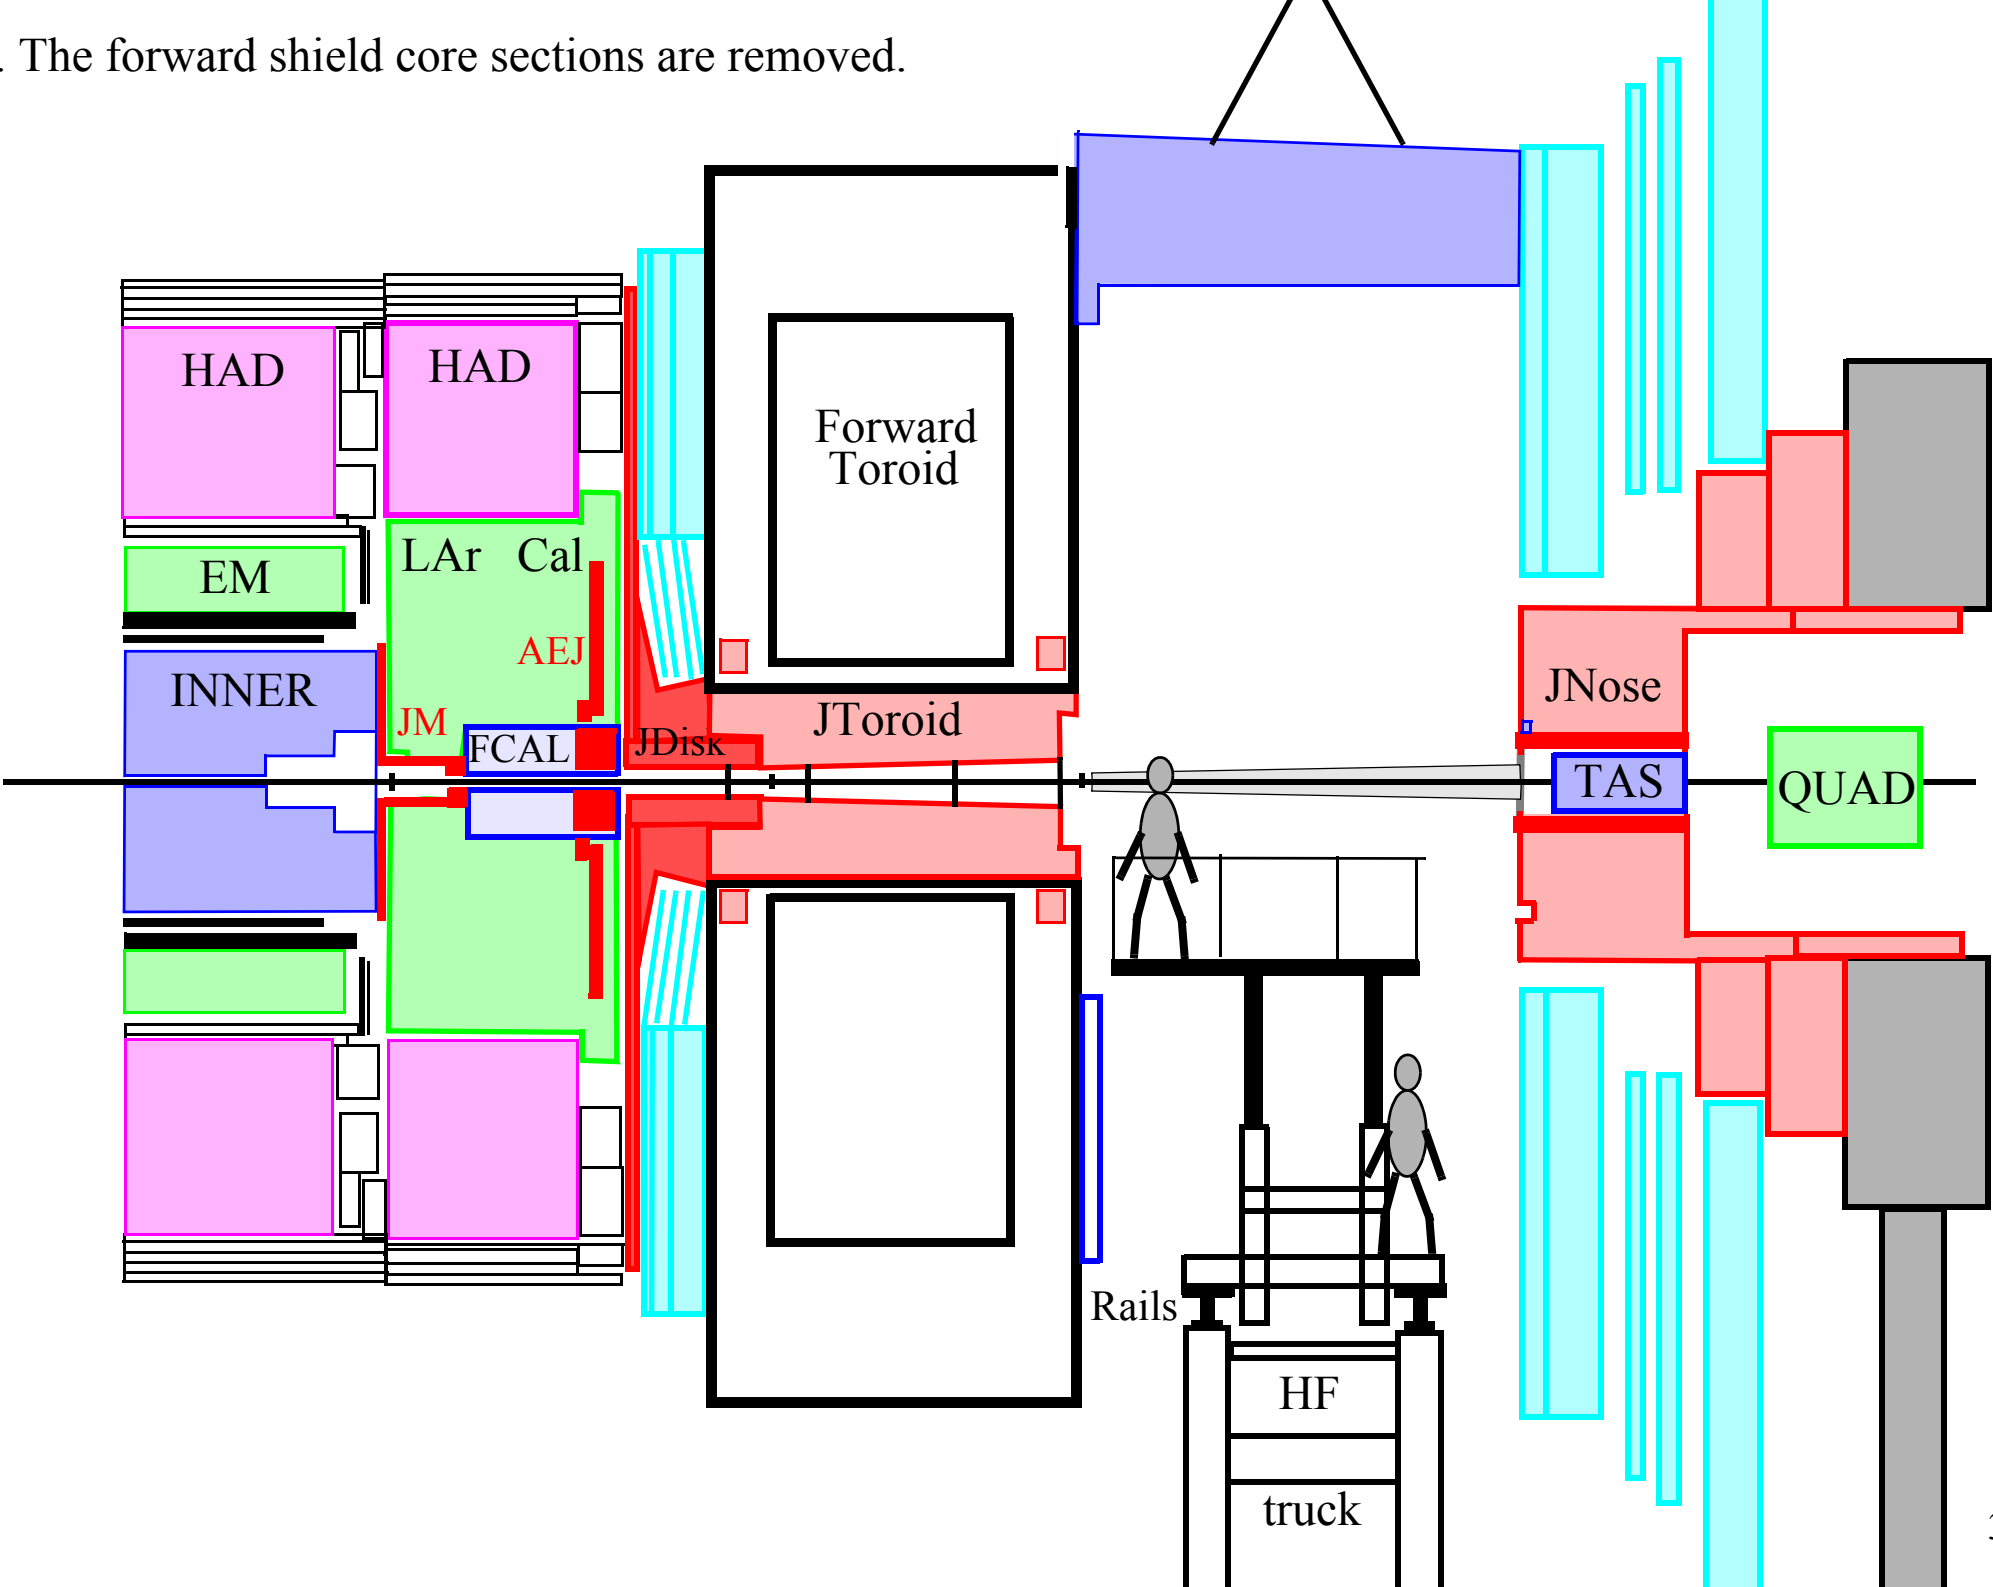 . The forward shield core sections are removed.
HAD
HAD
Forward
Toroid
LAr Cal
EM
AEJ
INNER
JM
FCAL
JDisk
JToroid
JNose
TAS
QUAD
Rails
HF
truck